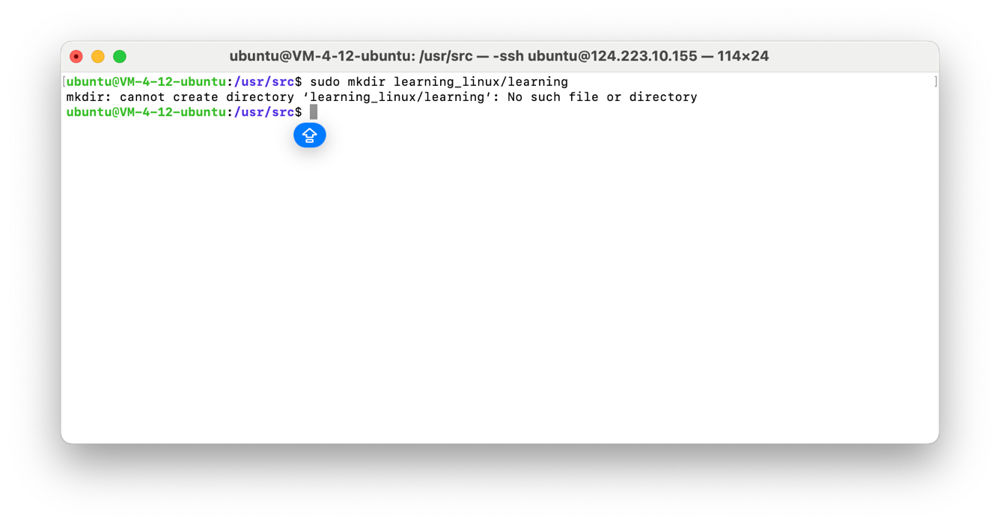 ubuntu@VM-4-12-ubuntu: /usr/src — -ssh ubuntu@124.223.10.155 — 114×24
[ubuntu@VM-4-12-ubuntu:/usr/src$ sudo mkdir learning_linux/learning ]
mkdir: cannot create directory ‘learning_linux/learning’: No such file or directory
ubuntu@VM-4-12-ubuntu:/usr/src$